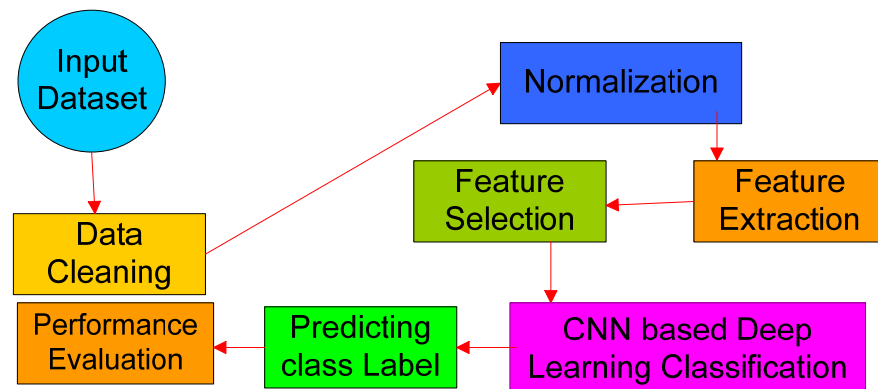 Input
Dataset
Normalization
Feature
Selection
Feature
Extraction
Data
Cleaning
Performance
Evaluation
Predicting
class Label
CNN based Deep
Learning Classification